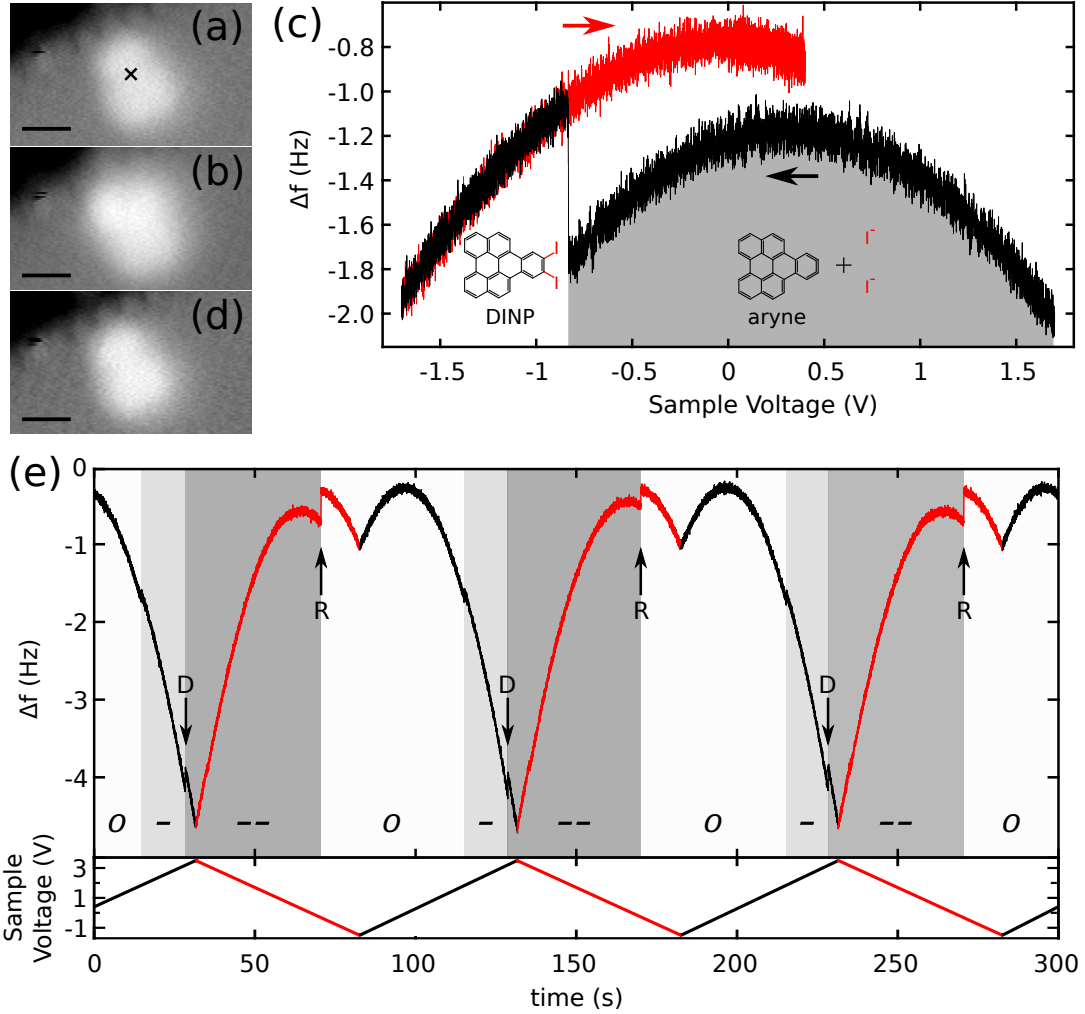 (a)
(b)
(d)
(c)
Δf (Hz)
-0.8
-1.0
-1.2
-1.4
-1.6
-1.8
-2.0
I
I
DINP
+
I-
I-
aryne
-1.5
-1
-0.5
0
0.5
1
1.5
Sample Voltage (V)
(e)
Δf (Hz)
0
-1
-2
-3
-4
D
R
D
R
D
R
o
-
--
o
-
--
o
-
--
o
Sample
Voltage (V)
3
1
-1
0
50
100
150
200
250
300
time (s)